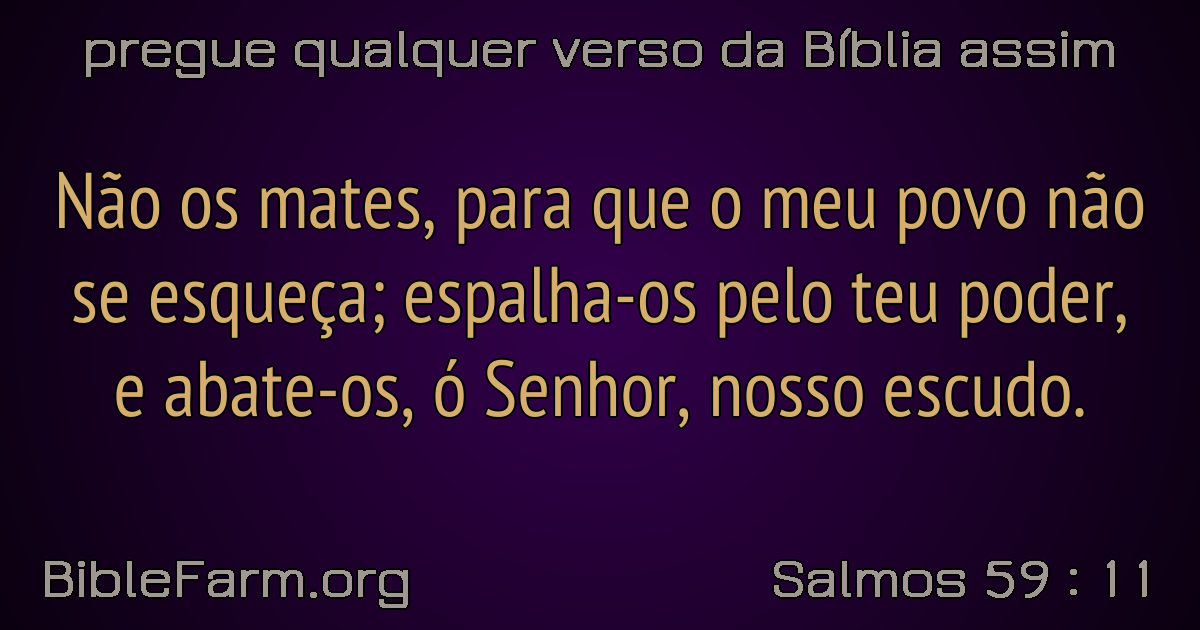 pregue qualquer verso da Bíblia assim
Não os mates, para que o meu povo não
se esqueça; espalha-os pelo teu poder,
e abate-os, ó Senhor, nosso escudo.
BibleFarm.org
Salmos 59 : 11